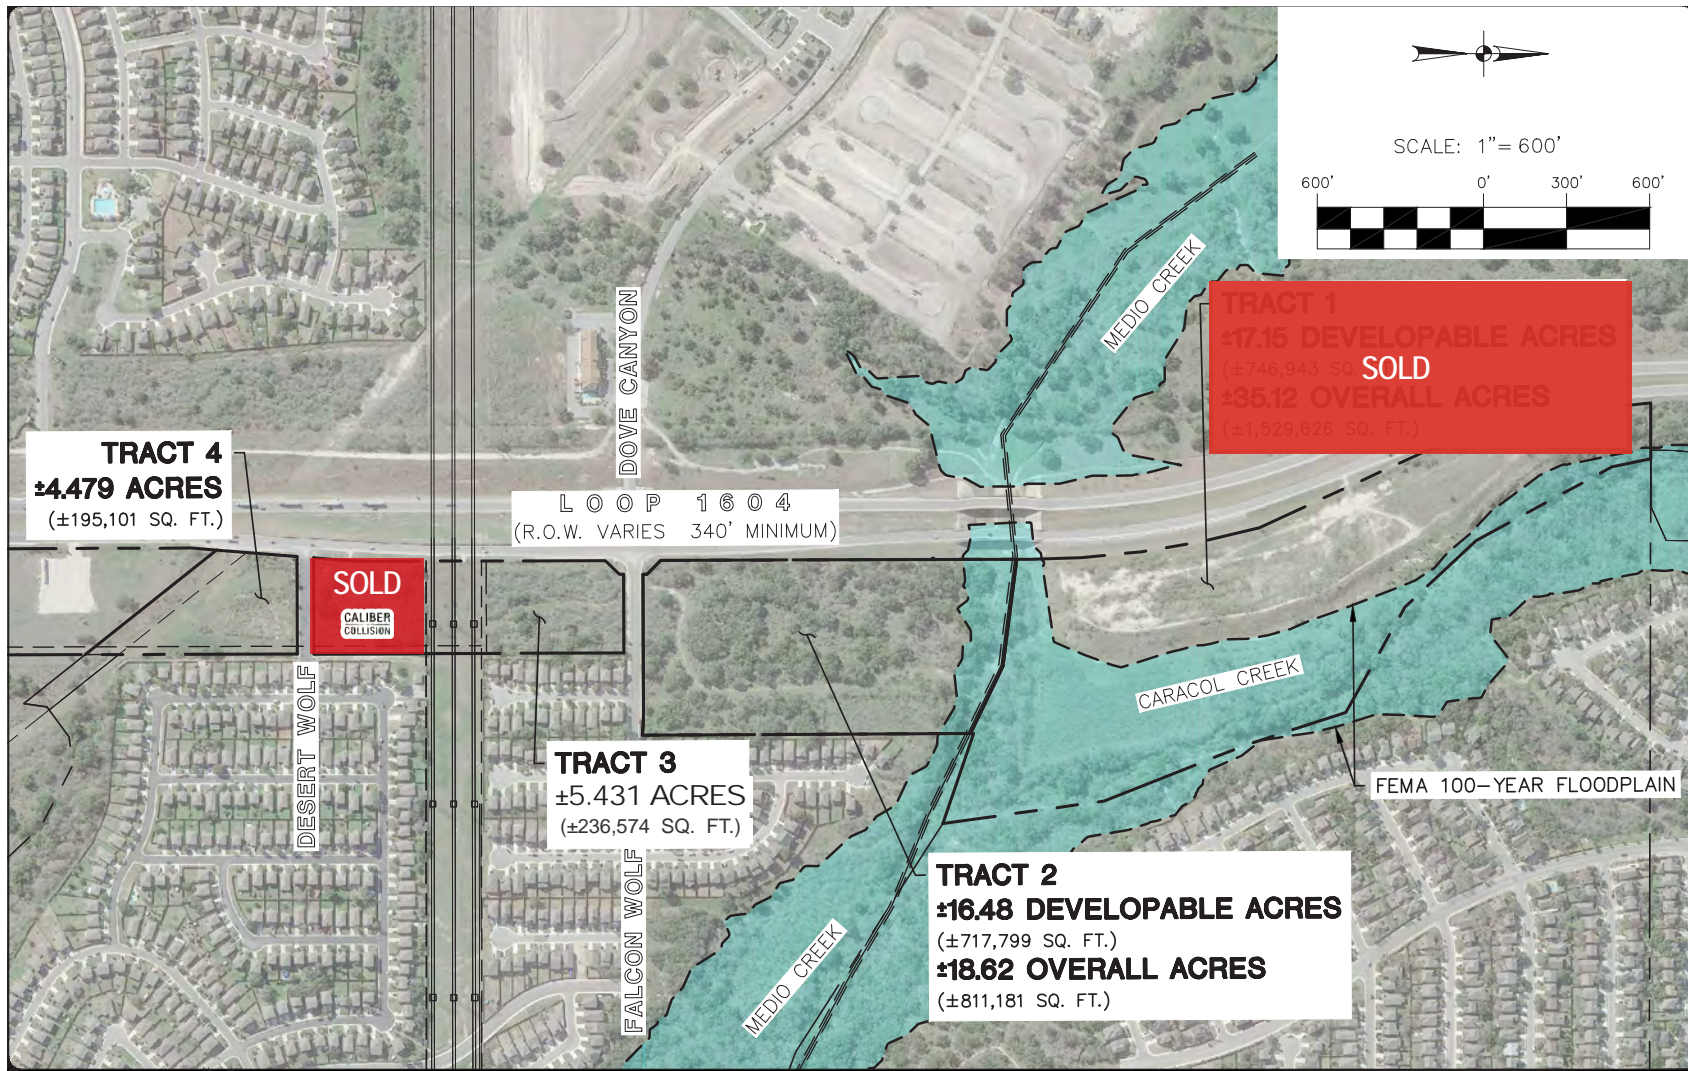 SCALE: 1"= 600'
600' 0' 300' 600'
MEDIO CREEK
TRACT 1
±17.15 DEVELOPABLE ACRES
(±746,943 SQ.
SOLD
±35.12 OVERALL ACRES
(±1,529,626 SQ. FT.)
DOVE CANYON
TRACT 4
±4.479 ACRES
(±195,101 SQ. FT.)
LOOP 1604
(R.O.W. VARIES 340' MINIMUM)
SOLD
CALIBER
COLLISION
DESERT WOLF
CARACOL CREEK
TRACT 3
±5.431 ACRES
(±236,574 SQ. FT.)
FEMA 100-YEAR FLOODPLAIN
FALCON WOLF
TRACT 2
±16.48 DEVELOPABLE ACRES
(±717,799 SQ. FT.)
±18.62 OVERALL ACRES
(±811,181 SQ. FT.)
MEDIO CREEK